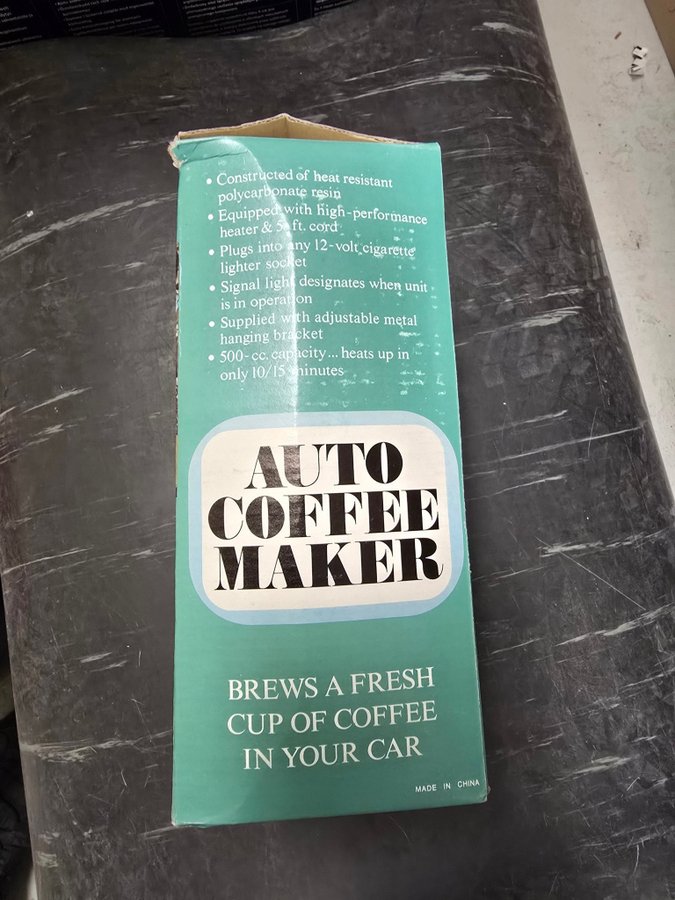 • Constructed of heat resistant
polycarbonate resin
• Equipped with high-performance
heater & 5 ft. cord
• Plugs into any 12-volt cigarette
lighter socket
• Signal light designates when unit
is in operation
• Supplied with adjustable metal
hanging bracket
• 500-cc. capacity... heats up in
only 10/15 minutes
AUTO
COFFEE
MAKER
BREWS A FRESH
CUP OF COFFEE
IN YOUR CAR
MADE IN CHINA